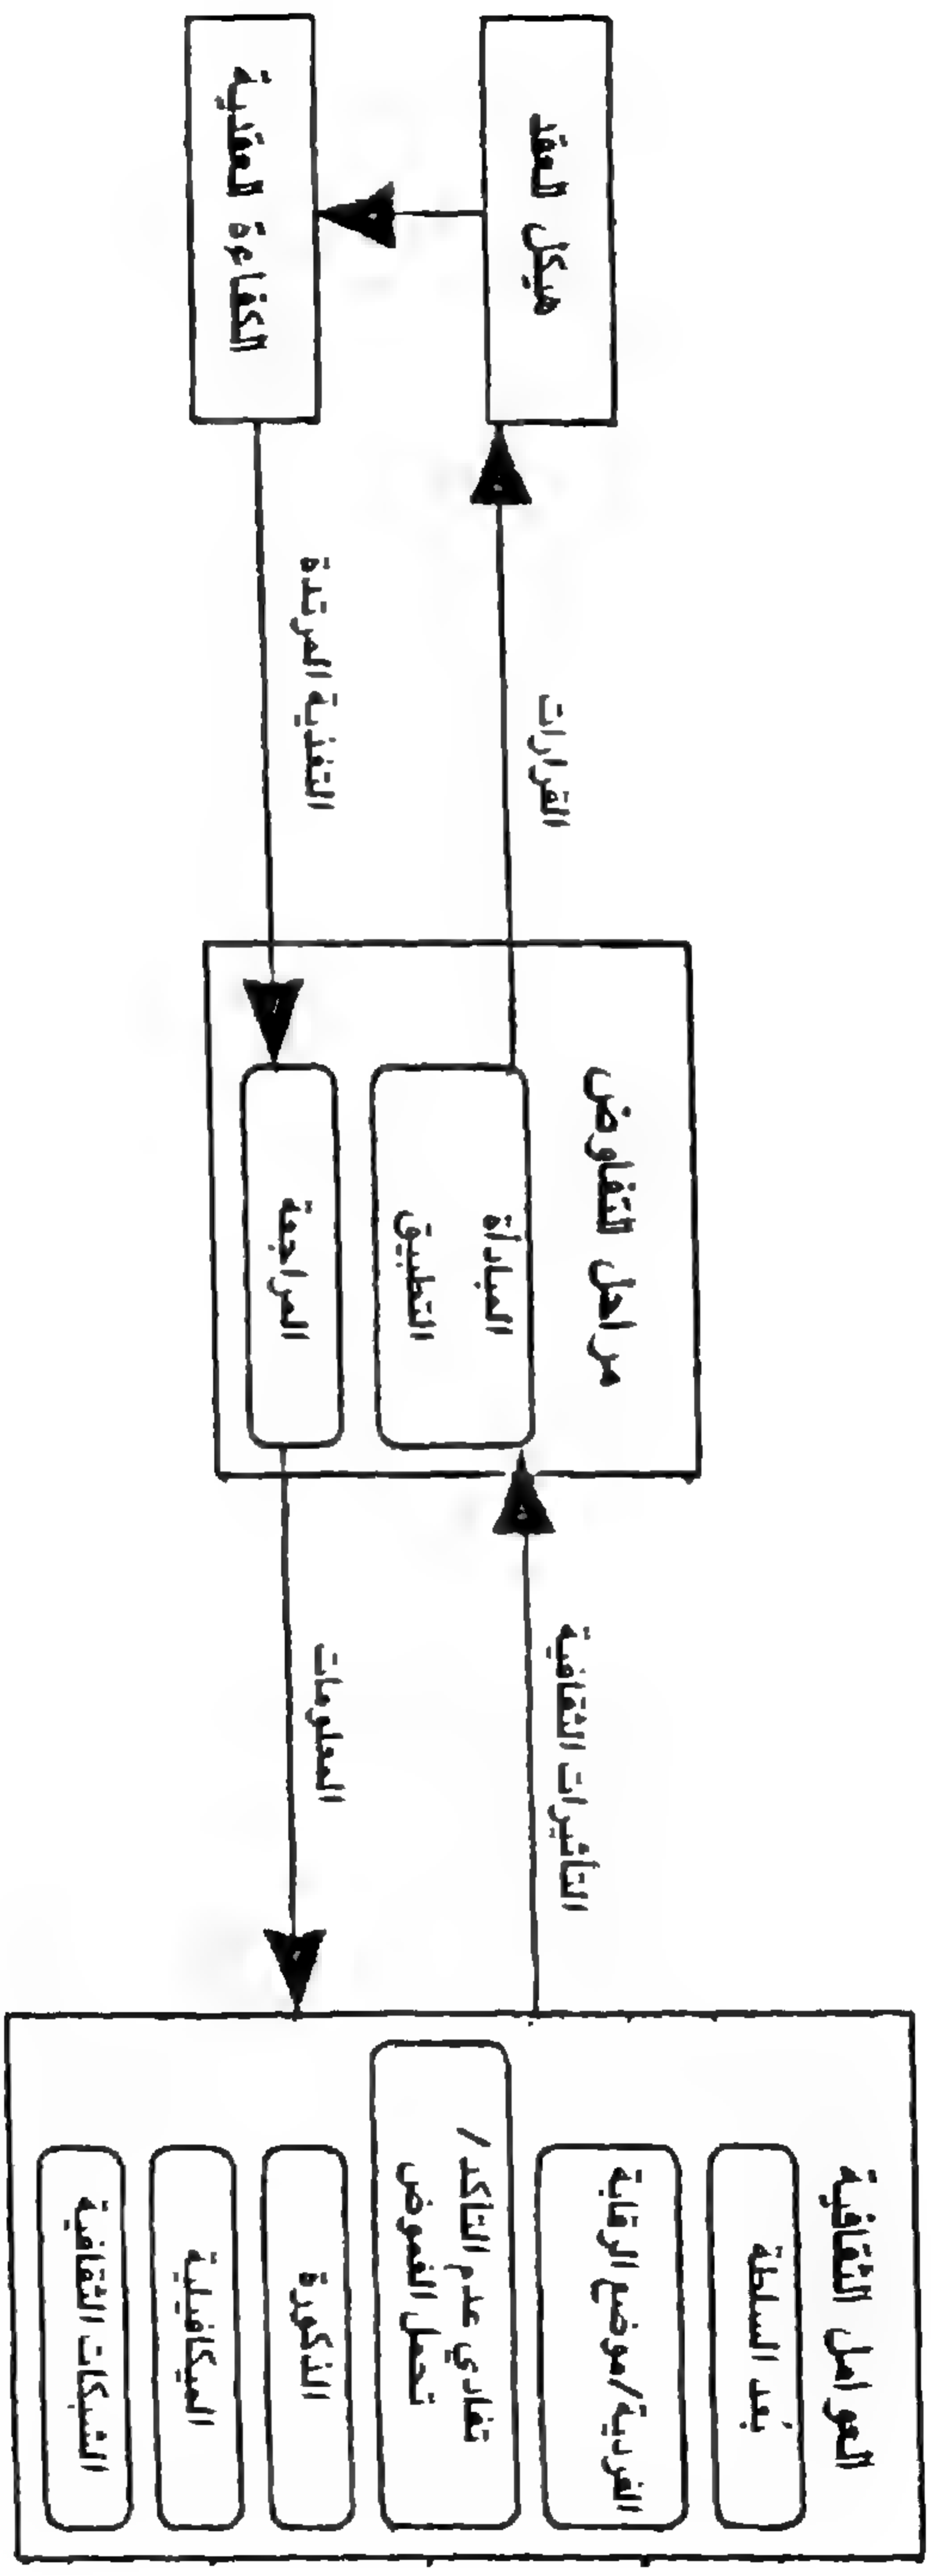 العوامل الثقافية
بُعد السلطة
الفردية/موضع الرقابة
تفادي عدم التأكد/
تحمل الغموض
الذكورة
الميكافيلية
الشبكات الثقافية
التأثيرات الثقافية
المعلومات
مراحل التفاوض
المبادأة
التطبيق
المراجعة
القرارات
التغذية المرتدة
هيكل العقد
الكفاءة العقدية